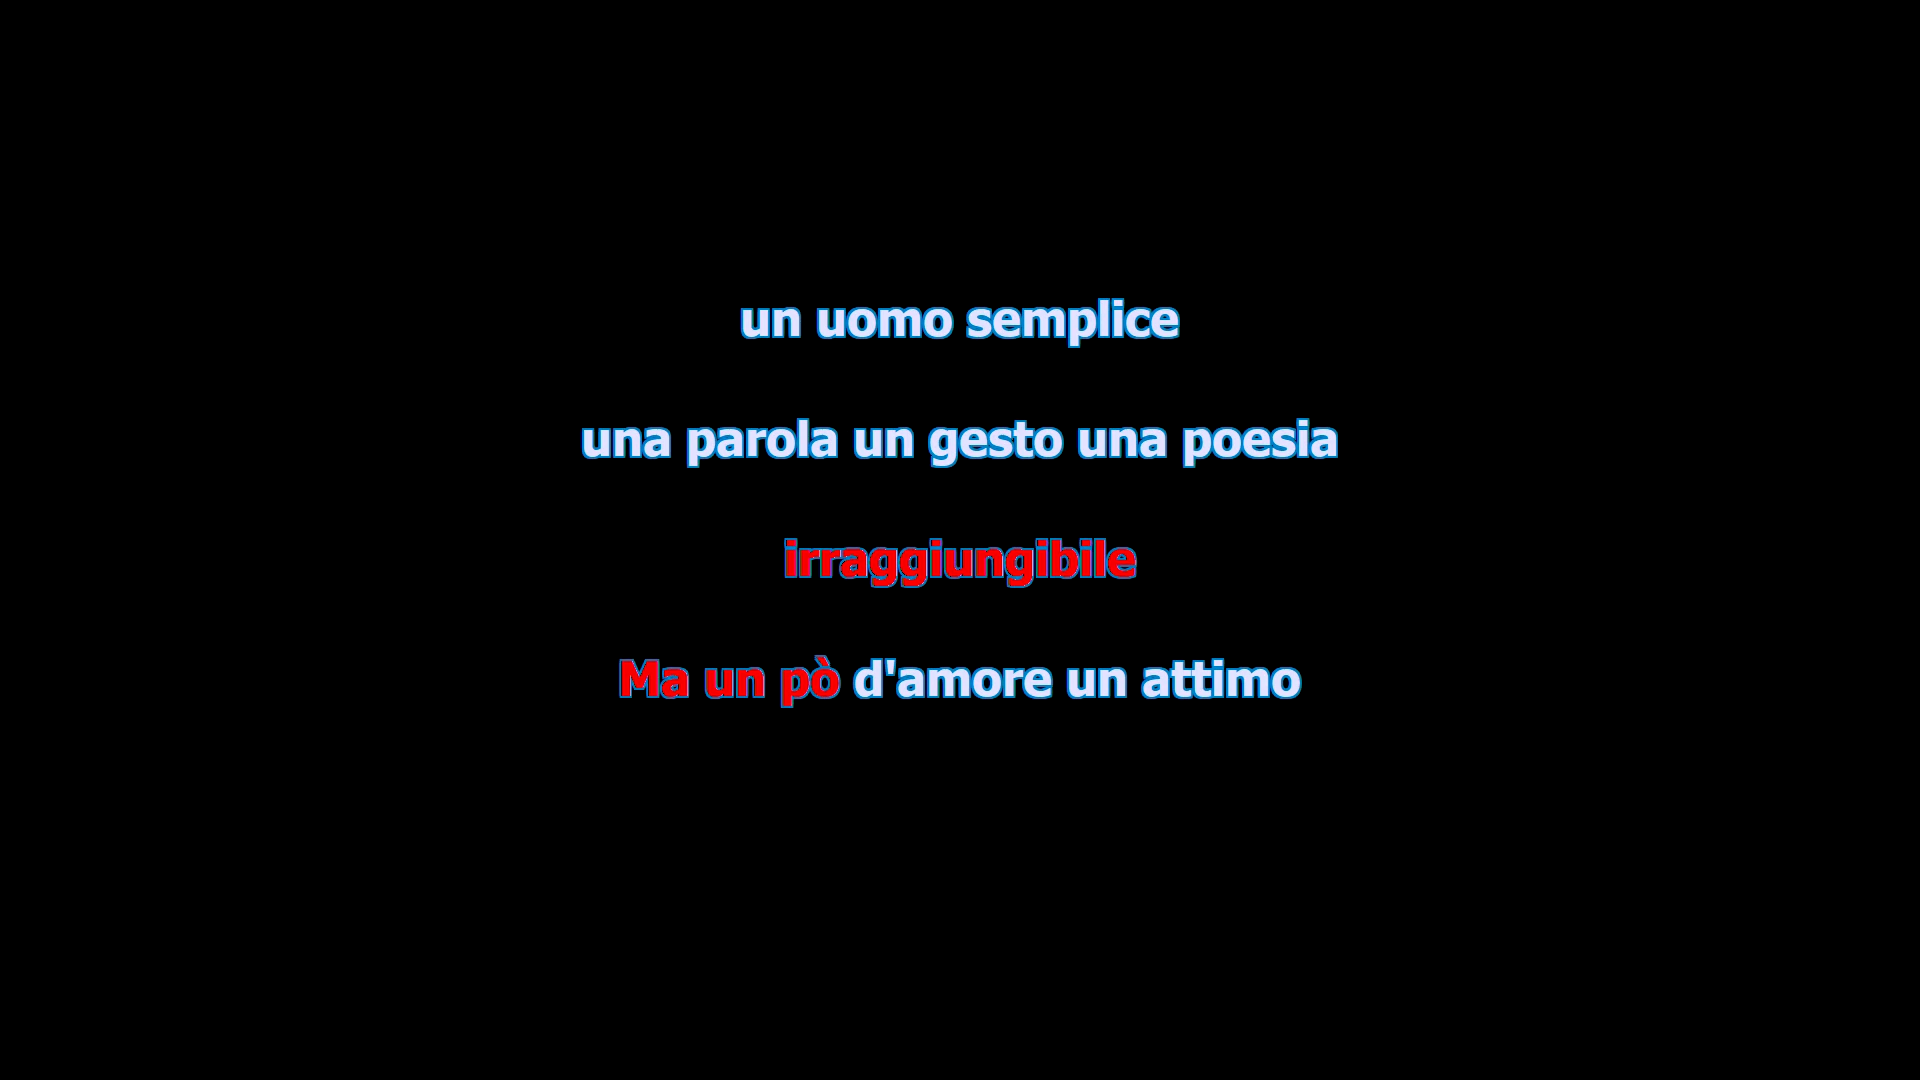 un uomo semplice
una parola un gesto una poesia
irraggiungibile
Ma un pò d'amore un attimo